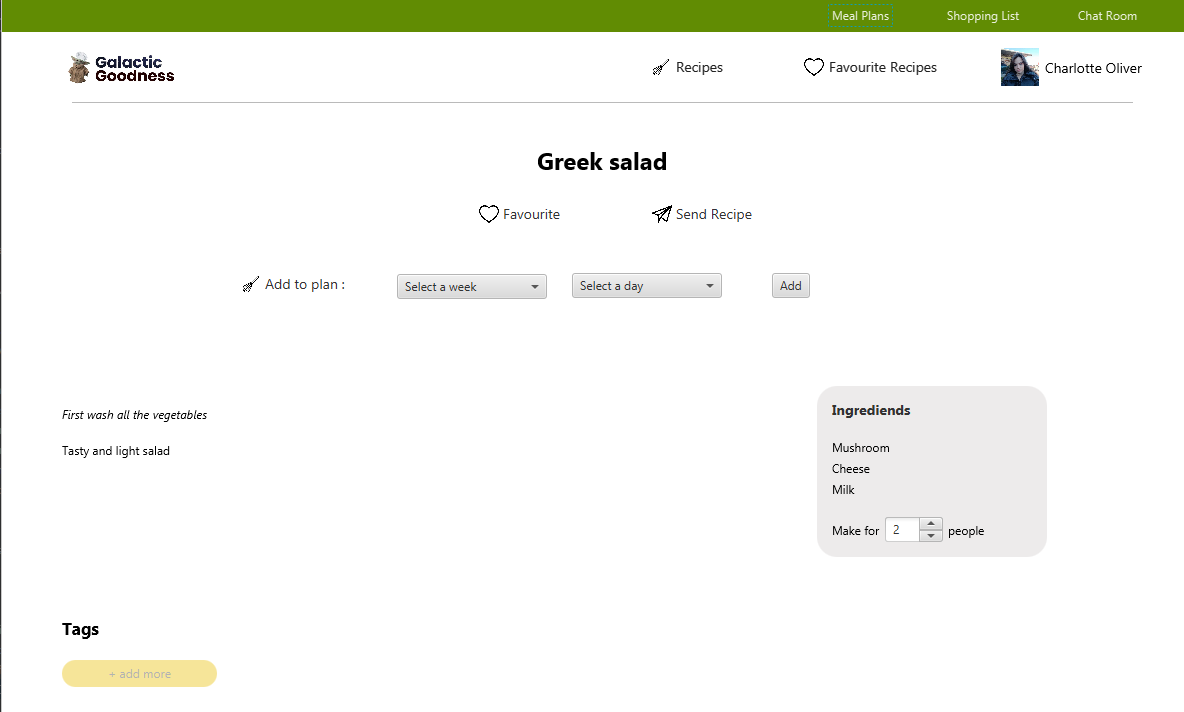 Meal Plans Shopping List Chat Room
Galactic
Goodness
Recipes Favourite Recipes Charlotte Oliver
Greek salad
Favourite Send Recipe
Add to plan : Select a week Select a day Add
First wash all the vegetables
Tasty and light salad
Ingrediends
Mushroom
Cheese
Milk
Make for 2 people
Tags
+ add more